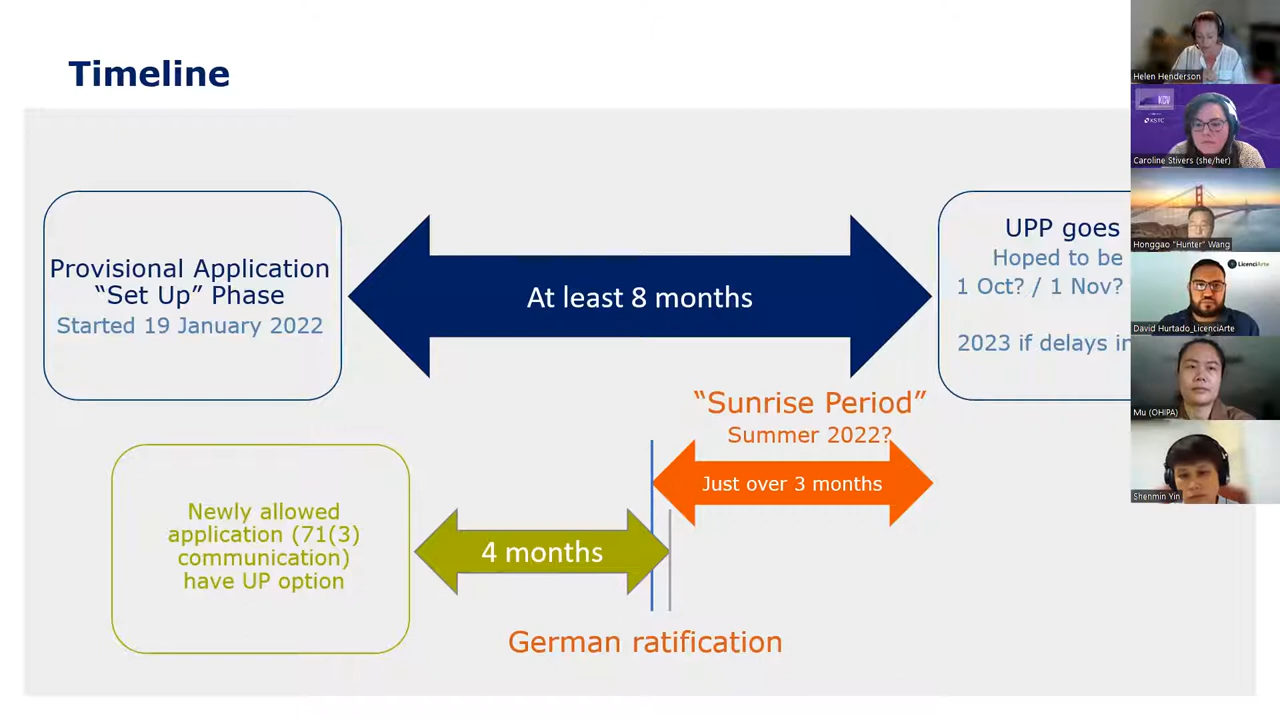 Timeline
Provisional Application
“Set Up” Phase
Started 19 January 2022
At least 8 months
UPP goes
Hoped to be
1 Oct? / 1 Nov?
2023 if delays in
“Sunrise Period”
Summer 2022?
Just over 3 months
Newly allowed
application (71(3)
communication)
have UP option
4 months
German ratification
Helen Henderson
KCV
XSTC
Caroline Stivers (she/her)
Honggao "Hunter" Wang
LicenciArte
David Hurtado_LicenciArte
Mu (OHIPA)
Shenmin Yin